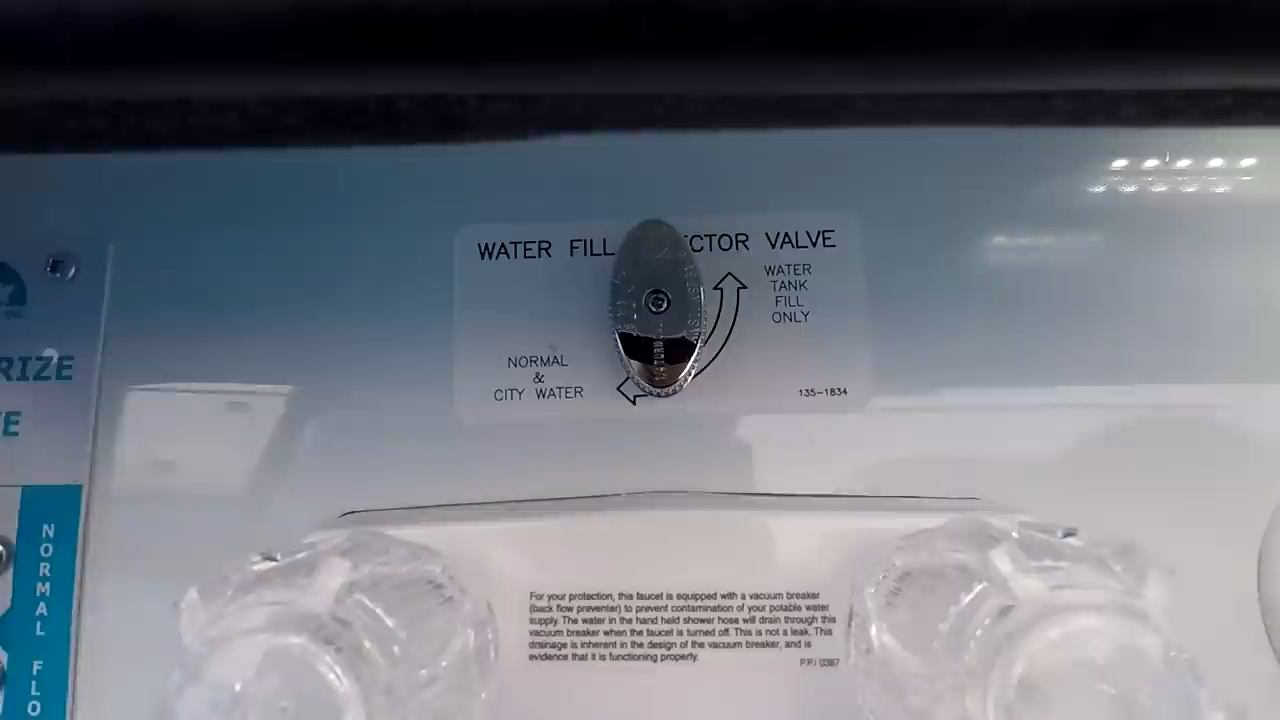 WATER FILL ECTOR VALVE
WATER
TANK
FILL
ONLY
NORMAL
&
CITY WATER
135-1834
RIZE
E
NORMAL FLO
For your protection, this faucet is equipped with a vacuum breaker
(back flow preventer) to prevent contamination of your potable water
supply. The water in the hand held shower hose will drain through this
vacuum breaker when the faucet is turned off. This is not a leak. This
drainage is inherent in the design of the vacuum breaker, and is
evidence that it is functioning properly.
P.P.I 0387